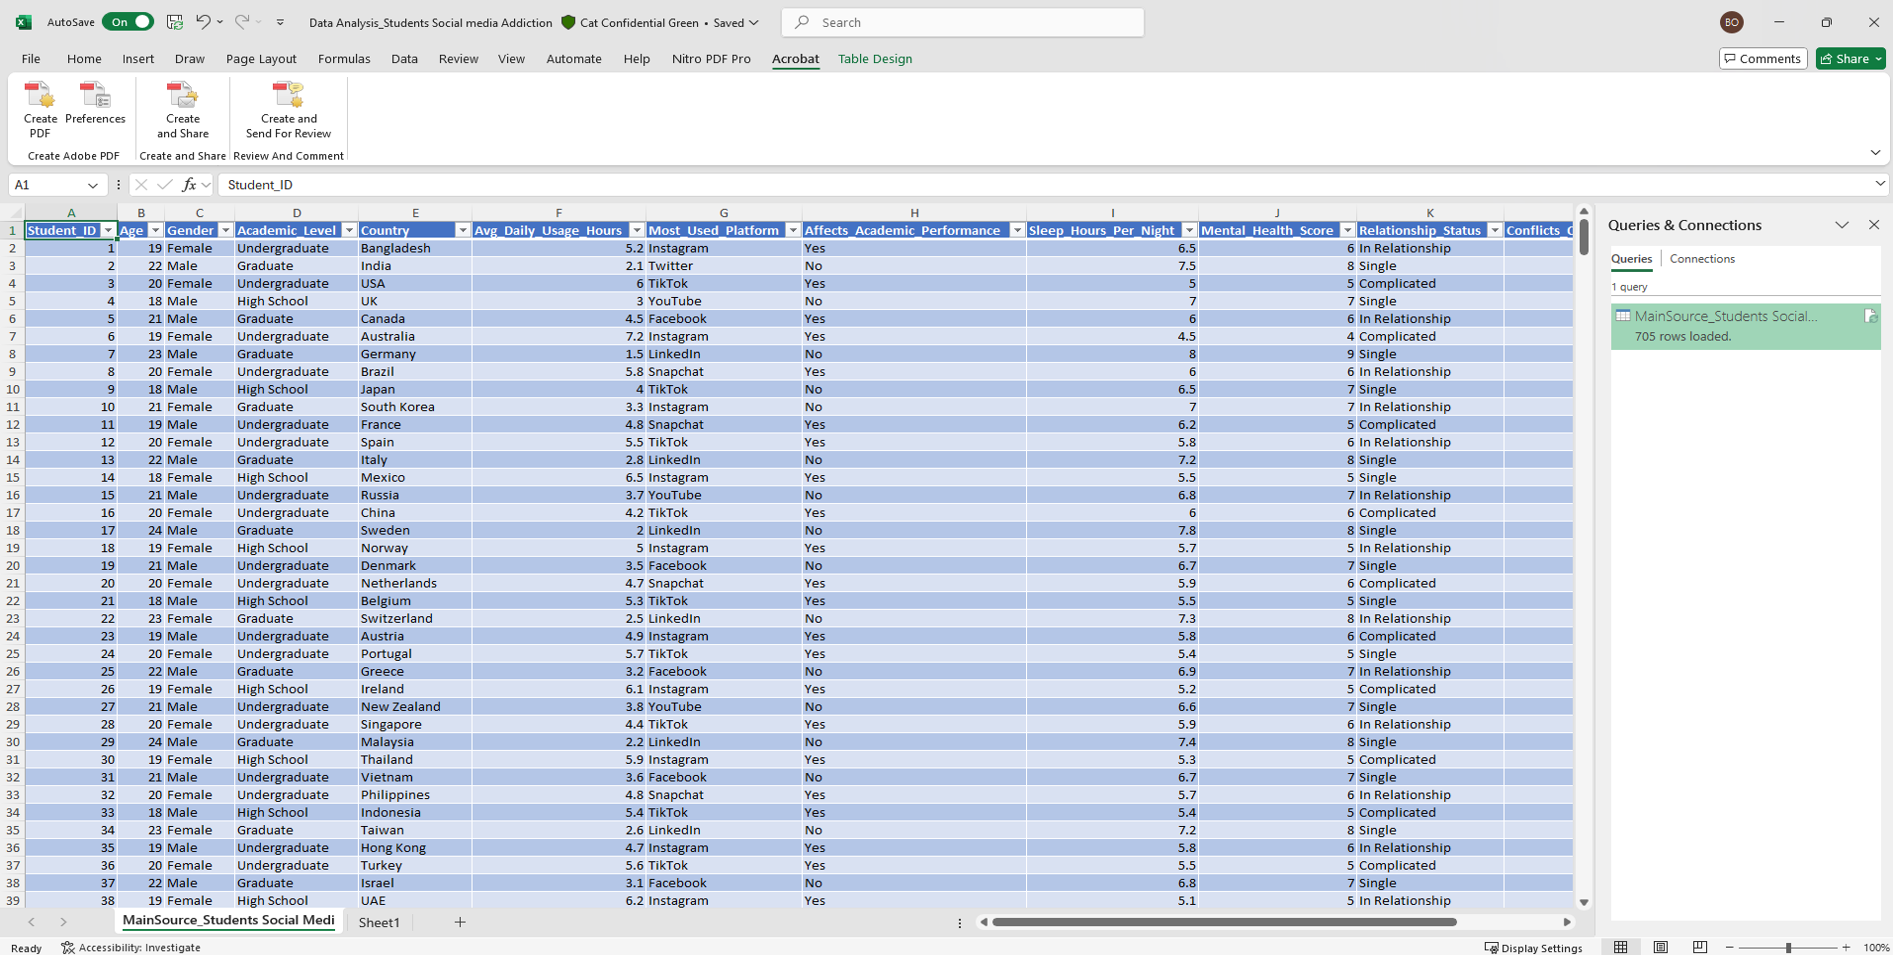 AutoSave On Data Analysis_Students Social media Addiction Cat Confidential Green • Saved Search BO
File Home Insert Draw Page Layout Formulas Data Review View Automate Help Nitro PDF Pro Acrobat Table Design Comments Share
Create PDF Preferences Create and Share Create and Send For Review
Create Adobe PDF Create and Share Review And Comment
A1 fx Student_ID
A B C D E F G H I J K
1 Student_ID Age Gender Academic_Level Country Avg_Daily_Usage_Hours Most_Used_Platform Affects_Academic_Performance Sleep_Hours_Per_Night Mental_Health_Score Relationship_Status Conflicts_
2 1 19 Female Undergraduate Bangladesh 5.2 Instagram Yes 6.5 6 In Relationship
3 2 22 Male Graduate India 2.1 Twitter No 7.5 8 Single
4 3 20 Female Undergraduate USA 6 TikTok Yes 5 5 Complicated
5 4 18 Male High School UK 3 YouTube No 7 7 Single
6 5 21 Male Graduate Canada 4.5 Facebook Yes 6 6 In Relationship
7 6 19 Female Undergraduate Australia 7.2 Instagram Yes 4.5 4 Complicated
8 7 23 Male Graduate Germany 1.5 LinkedIn No 8 9 Single
9 8 20 Female Undergraduate Brazil 5.8 Snapchat Yes 6 6 In Relationship
10 9 18 Male High School Japan 4 TikTok No 6.5 7 Single
11 10 21 Female Graduate South Korea 3.3 Instagram No 7 7 In Relationship
12 11 19 Male Undergraduate France 4.8 Snapchat Yes 6.2 5 Complicated
13 12 20 Female Undergraduate Spain 5.5 TikTok Yes 5.8 6 In Relationship
14 13 22 Male Graduate Italy 2.8 LinkedIn No 7.2 8 Single
15 14 18 Female High School Mexico 6.5 Instagram Yes 5.5 5 Single
16 15 21 Male Undergraduate Russia 3.7 YouTube No 6.8 7 In Relationship
17 16 20 Female Undergraduate China 4.2 TikTok Yes 6 6 Complicated
18 17 24 Male Graduate Sweden 2 LinkedIn No 7.8 8 Single
19 18 19 Female High School Norway 5 Instagram Yes 5.7 5 In Relationship
20 19 21 Male Undergraduate Denmark 3.5 Facebook No 6.7 7 Single
21 20 20 Female Undergraduate Netherlands 4.7 Snapchat Yes 5.9 6 Complicated
22 21 18 Male High School Belgium 5.3 TikTok Yes 5.5 5 Single
23 22 23 Female Graduate Switzerland 2.5 LinkedIn No 7.3 8 In Relationship
24 23 19 Male Undergraduate Austria 4.9 Instagram Yes 5.8 6 Complicated
25 24 20 Female Undergraduate Portugal 5.7 TikTok Yes 5.4 5 Single
26 25 22 Male Graduate Greece 3.2 Facebook No 6.9 7 In Relationship
27 26 19 Female High School Ireland 6.1 Instagram Yes 5.2 5 Complicated
28 27 21 Male Undergraduate New Zealand 3.8 YouTube No 6.6 7 Single
29 28 20 Female Undergraduate Singapore 4.4 TikTok Yes 5.9 6 In Relationship
30 29 24 Male Graduate Malaysia 2.2 LinkedIn No 7.4 8 Single
31 30 19 Female High School Thailand 5.9 Instagram Yes 5.3 5 Complicated
32 31 21 Male Undergraduate Vietnam 3.6 Facebook No 6.7 7 Single
33 32 20 Female Undergraduate Philippines 4.8 Snapchat Yes 5.7 6 In Relationship
34 33 18 Male High School Indonesia 5.4 TikTok Yes 5.4 5 Complicated
35 34 23 Female Graduate Taiwan 2.6 LinkedIn No 7.2 8 Single
36 35 19 Male Undergraduate Hong Kong 4.7 Instagram Yes 5.8 6 In Relationship
37 36 20 Female Undergraduate Turkey 5.6 TikTok Yes 5.5 5 Complicated
38 37 22 Male Graduate Israel 3.1 Facebook No 6.8 7 Single
39 38 19 Female High School UAE 6.2 Instagram Yes 5.1 5 In Relationship
Queries & Connections
Queries Connections
1 query
MainSource_Students Social...
705 rows loaded.
MainSource_Students Social Medi Sheet1
Ready Accessibility: Investigate Display Settings 100%